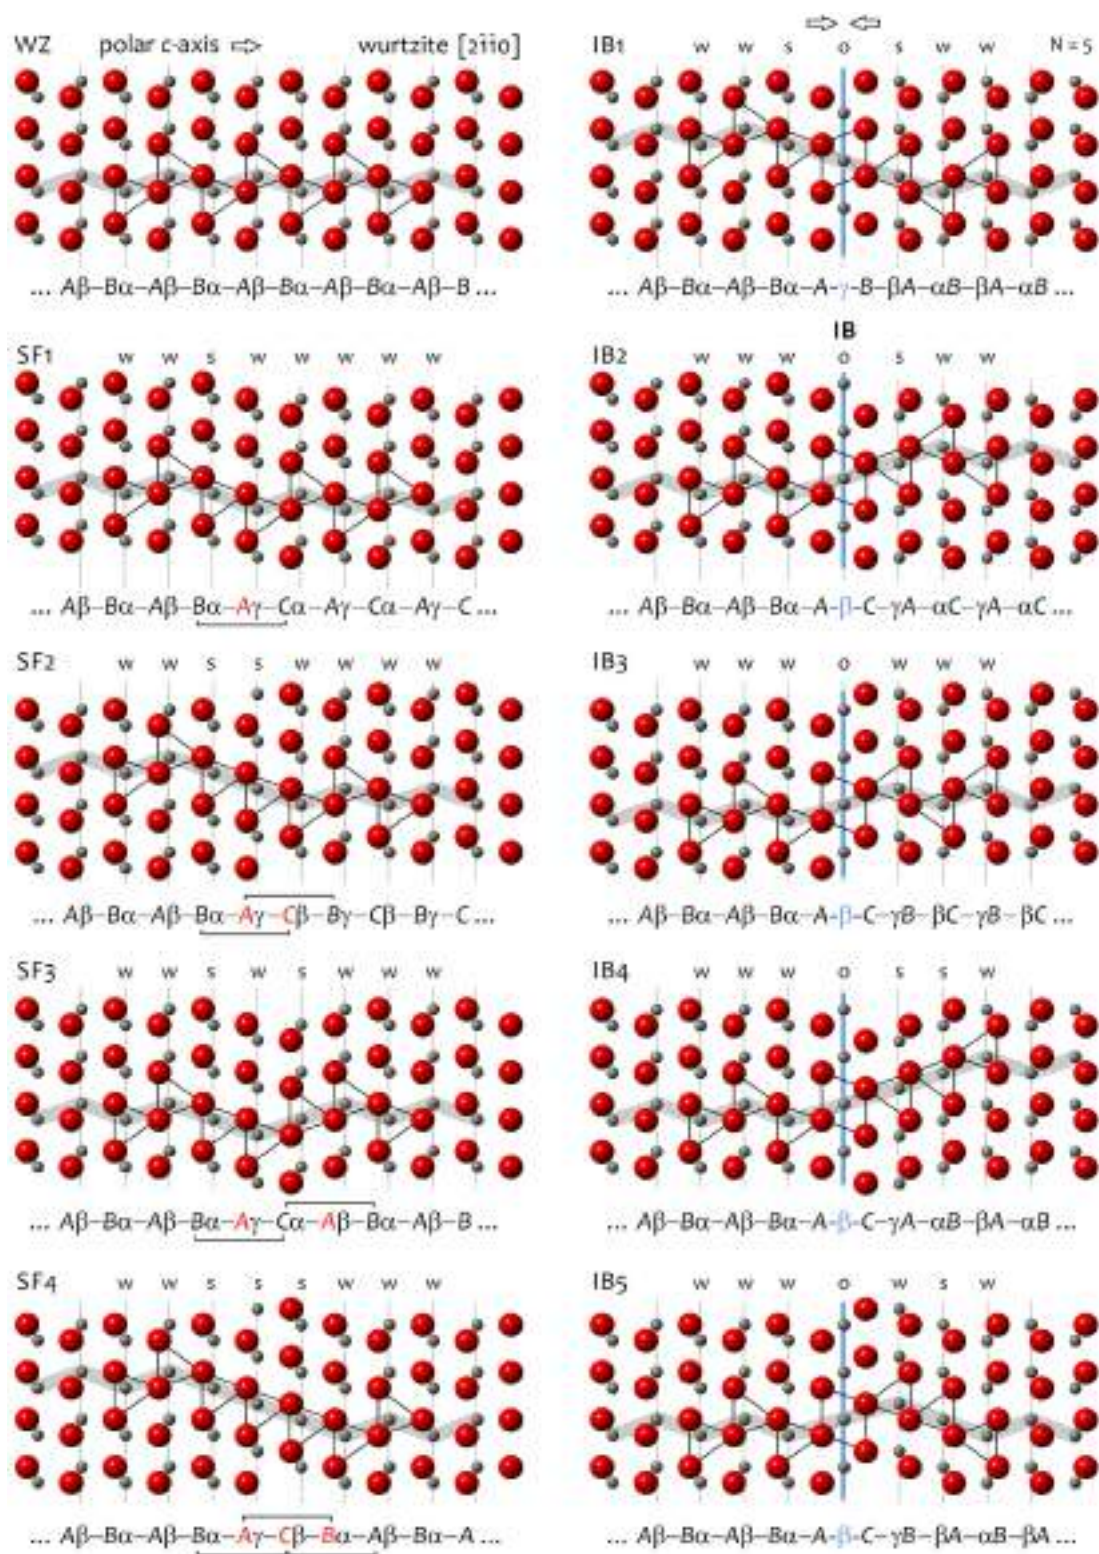 WZ polar c-axis ⇨ wurtzite [2īī0]
... Aβ–Bα–Aβ–Bα–Aβ–Bα–Aβ–Bα–Aβ–B ...
SF1 w w s w w w w w
... Aβ–Bα–Aβ–Bα–Aγ–Cα–Aγ–Cα–Aγ–C ...
SF2 w w s s w w w w
... Aβ–Bα–Aβ–Bα–Aγ–Cβ–Bγ–Cβ–Bγ–C ...
SF3 w w s w s w w w
... Aβ–Bα–Aβ–Bα–Aγ–Cα–Aβ–Bα–Aβ–B ...
SF4 w w s s s w w w
... Aβ–Bα–Aβ–Bα–Aγ–Cβ–Bα–Aβ–Bα–A ...
IB1 w w s o s w w N = 5
... Aβ–Bα–Aβ–Bα–A–γ–B–βA–αB–βA–αB ...
IB
IB2 w w s o s w w
... Aβ–Bα–Aβ–Bα–A–β–C–γA–αC–γA–αC ...
IB3 w w w o w w w
... Aβ–Bα–Aβ–Bα–A–β–C–γB–βC–γB–βC ...
IB4 w w w o s s w
... Aβ–Bα–Aβ–Bα–A–β–C–γA–αB–βA–αB ...
IB5 w w w o w s w
... Aβ–Bα–Aβ–Bα–A–β–C–γB–βA–αB–βA ...